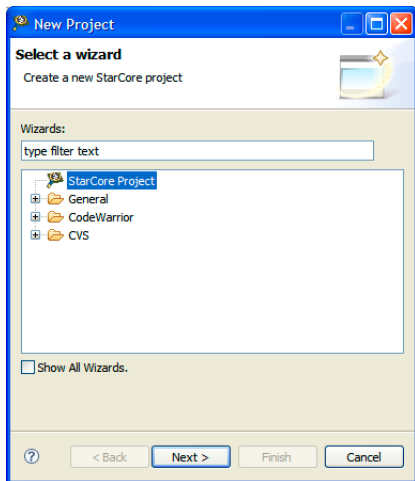 New Project
Select a wizard
Create a new StarCore project
Wizards:
type filter text
StarCore Project
General
CodeWarrior
CVS
Show All Wizards.
? < Back Next > Finish Cancel